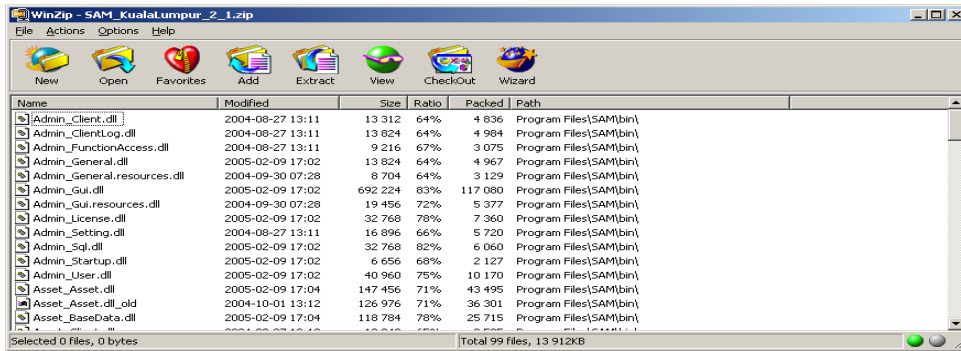 WinZip - SAM_KualaLumpur_2_1.zip
File Actions Options Help
New Open Favorites Add Extract View CheckOut Wizard
Name Modified Size Ratio Packed Path
Admin_Client.dll 2004-08-27 13:11 13 312 64% 4 836 Program Files\SAM\bin\
Admin_ClientLog.dll 2004-08-27 13:11 13 824 64% 4 984 Program Files\SAM\bin\
Admin_FunctionAccess.dll 2004-08-27 13:11 9 216 67% 3 075 Program Files\SAM\bin\
Admin_General.dll 2005-02-09 17:02 13 824 64% 4 967 Program Files\SAM\bin\
Admin_General.resources.dll 2004-09-30 07:28 8 704 64% 3 129 Program Files\SAM\bin\
Admin_Gui.dll 2005-02-09 17:02 692 224 83% 117 080 Program Files\SAM\bin\
Admin_Gui.resources.dll 2004-09-30 07:28 19 456 72% 5 377 Program Files\SAM\bin\
Admin_License.dll 2005-02-09 17:02 32 768 78% 7 360 Program Files\SAM\bin\
Admin_Setting.dll 2004-08-27 13:11 16 896 66% 5 720 Program Files\SAM\bin\
Admin_Sql.dll 2005-02-09 17:02 32 768 82% 6 060 Program Files\SAM\bin\
Admin_Startup.dll 2005-02-09 17:02 6 656 68% 2 127 Program Files\SAM\bin\
Admin_User.dll 2005-02-09 17:02 40 960 75% 10 170 Program Files\SAM\bin\
Asset_Asset.dll 2005-02-09 17:04 147 456 71% 43 495 Program Files\SAM\bin\
Asset_Asset.dll_old 2004-10-01 13:12 126 976 71% 36 301 Program Files\SAM\bin\
Asset_BaseData.dll 2005-02-09 17:04 118 784 78% 25 715 Program Files\SAM\bin\
Selected 0 files, 0 bytes Total 99 files, 13 912KB